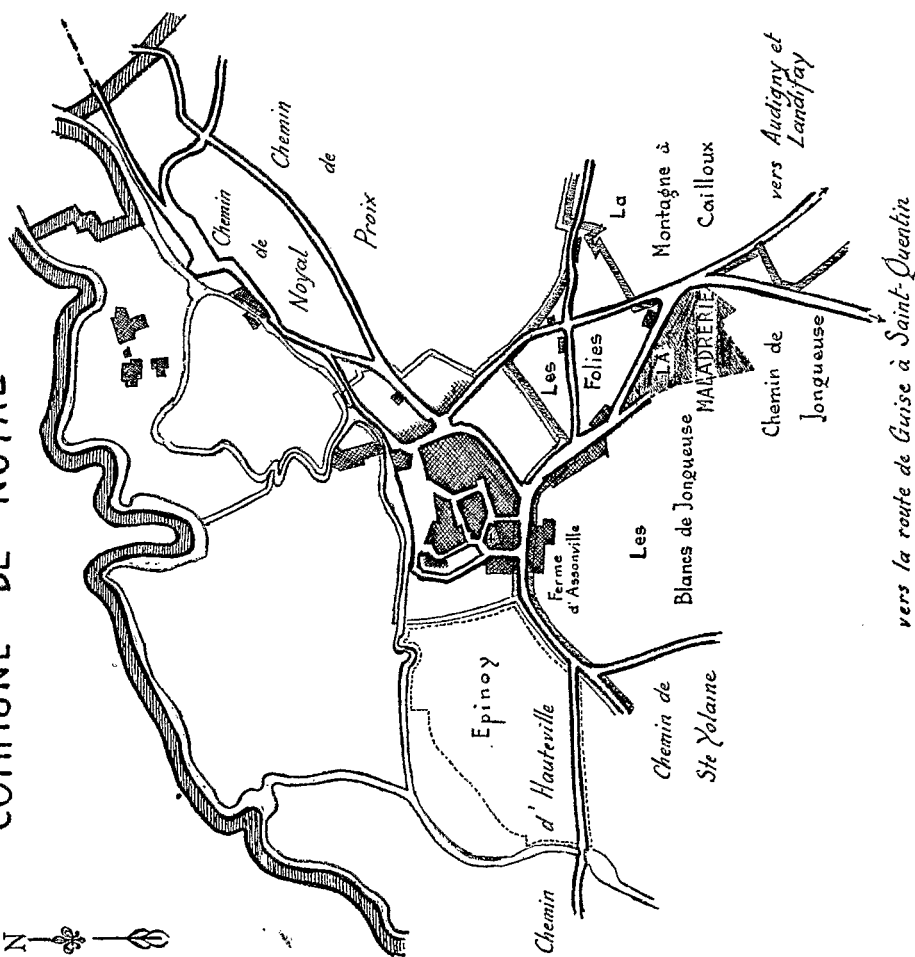 COMMUNE DE NOYAL
N
Chemin
de
Noyal
Chemin
de
Proix
Epinoy
Ferme
d'Assonville
Les
Folies
La
Montagne à
Cailloux
Chemin d'Hauteville
Les
Blancs de Jongueuse
LA
MALADRERIE
vers Audigny et
Landifay
Chemin de
Ste Yolaine
Chemin de
Jongueuse
vers la route de Guise à Saint-Quentin